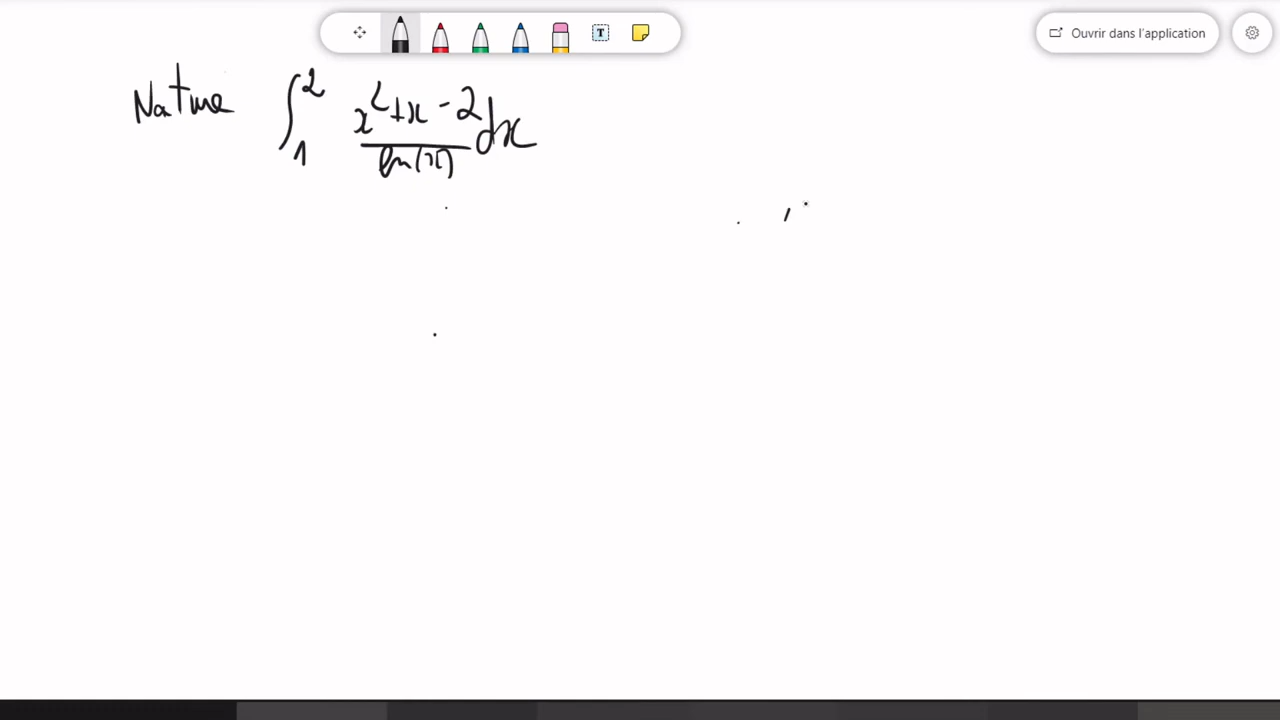 Ouvrir dans l'application
Nature ∫₁² (x²+x-2)/ln(x) dx